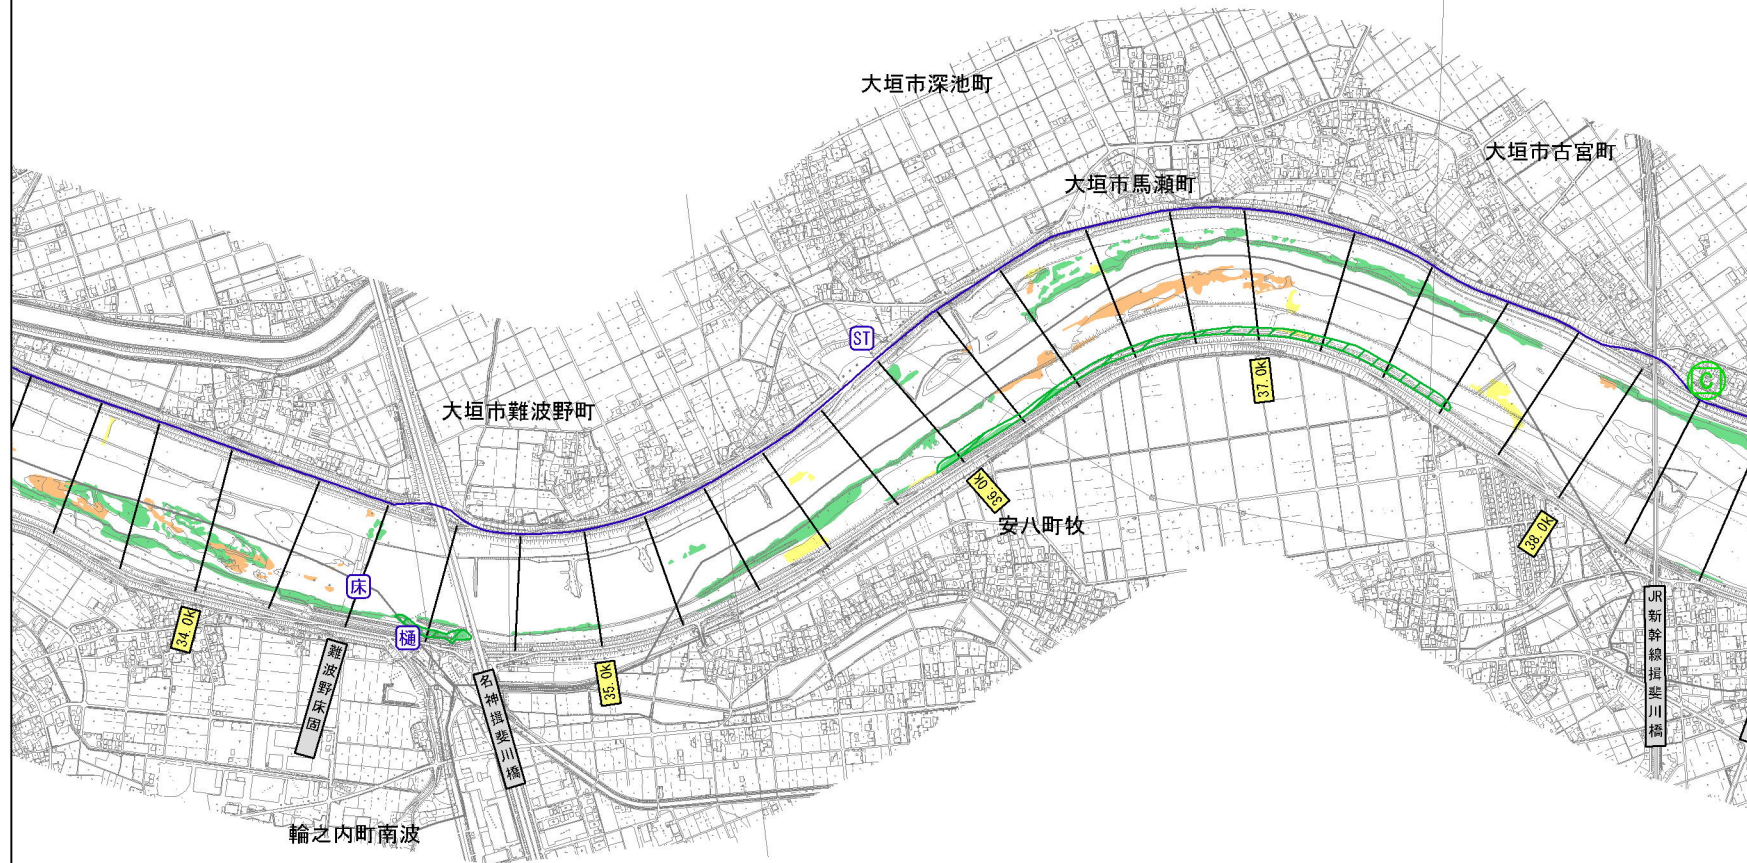 大垣市深池町
大垣市古宮町
大垣市馬瀬町
ST
C
37.0K
大垣市難波野町
36.0K
安八町牧
38.0K
床
樋
34.0K
難波野床固
35.0K
名神揖斐川橋
JR新幹線揖斐川橋
輪之内町南波